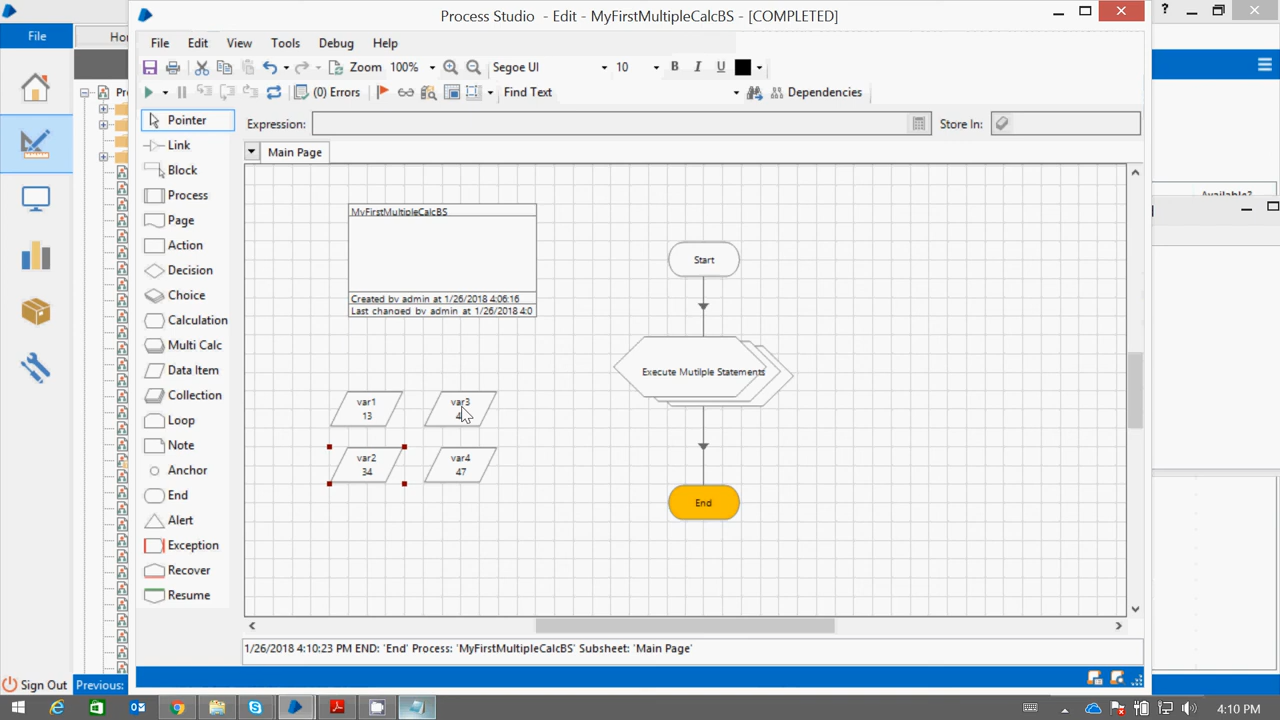 Process Studio - Edit - MyFirstMultipleCalcBS - [COMPLETED]
File
File Edit View Tools Debug Help
Zoom 100% Segoe UI 10 B I U
(0) Errors Find Text Dependencies
Pointer
Expression: Store In:
Link
Main Page
Block
Process
Available?
Page
MyFirstMultipleCalcBS
Action
Start
Decision
Choice
Created by admin at 1/26/2018 4:06:16
Last changed by admin at 1/26/2018 4:0
Calculation
Multi Calc
Execute Mutilple Statements
Data Item
Collection
var1
13
var3
Loop
Note
var2
34
var4
47
Anchor
End
End
Alert
Exception
Recover
Resume
1/26/2018 4:10:23 PM END: 'End' Process: 'MyFirstMultipleCalcBS' Subsheet: 'Main Page'
Sign Out
Previous:
4:10 PM